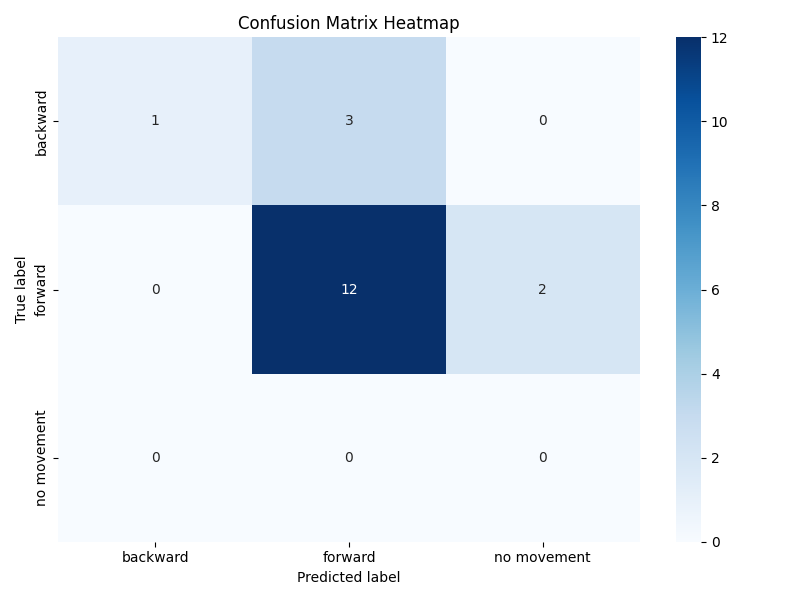 Confusion Matrix Heatmap
True label
backward
forward
no movement
1 3 0
0 12 2
0 0 0
backward forward no movement
Predicted label
12
10
8
6
4
2
0